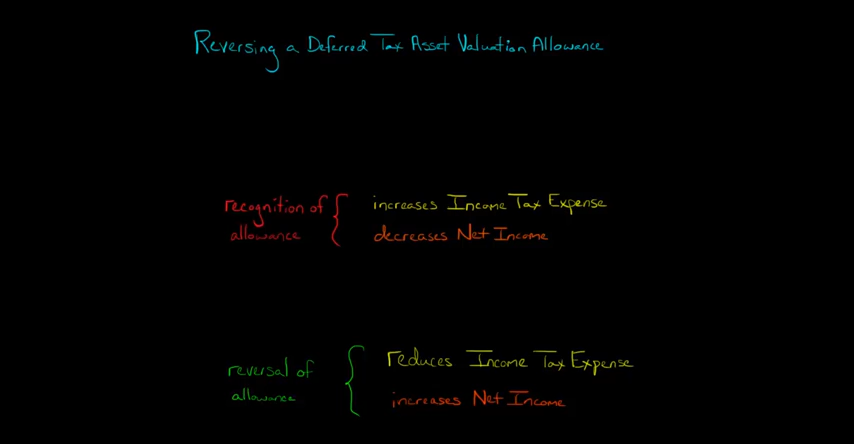 Reversing a Deferred Tax Asset Valuation Allowance
recognition of allowance
increases Income Tax Expense
decreases Net Income
reversal of allowance
reduces Income Tax Expense
increases Net Income